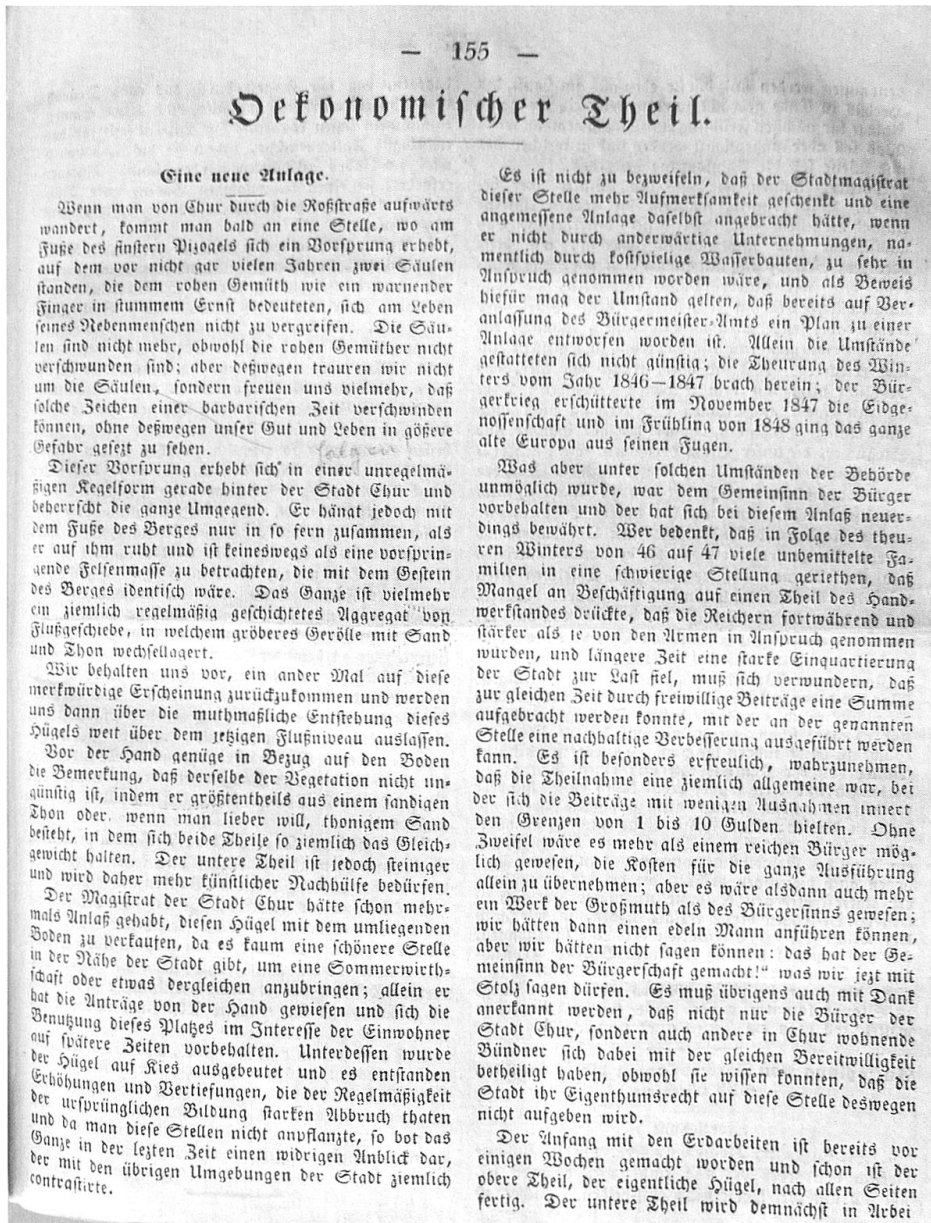 — 155 —
Oekonomischer Theil.
Eine neue Anlage.
Wenn man von Chur durch die Roßstraße aufwärts
wandert, kommt man bald an eine Stelle, wo am
Fuße des finstern Pizogels sich ein Vorsprung erhebt,
auf dem vor nicht gar vielen Jahren zwei Säulen
standen, die dem rohen Gemüth wie ein warnender
Finger in stummem Ernst bedeuteten, sich am Leben
seines Nebenmenschen nicht zu vergreifen. Die Säu-
len sind nicht mehr, obwohl die rohen Gemüther nicht
verschwunden sind; aber deßwegen trauren wir nicht
um die Säulen, sondern freuen uns vielmehr, daß
solche Zeichen einer barbarischen Zeit verschwinden
können, ohne deßwegen unser Gut und Leben in gößere
Gefahr gesezt zu sehen.
Dieser Vorsprung erhebt sich in einer unregelmä-
ßigen Kegelform gerade hinter der Stadt Chur und
beherrscht die ganze Umgegend. Er hängt jedoch mit
dem Fuße des Berges nur in so fern zusammen, als
er auf ihm ruht und ist keineswegs als eine vorsprin-
gende Felsenmasse zu betrachten, die mit dem Gestein
des Berges identisch wäre. Das Ganze ist vielmehr
ein ziemlich regelmäßig geschichtetes Aggregat von
Flußgeschiebe, in welchem gröberes Gerölle mit Sand
und Thon wechsellagert.
Wir behalten uns vor, ein ander Mal auf diese
merkwürdige Erscheinung zurückzukommen und werden
uns dann über die muthmaßliche Entstehung dieses
Hügels weit über dem jetzigen Flußniveau auslassen.
Vor der Hand genüge in Bezug auf den Boden
die Bemerkung, daß derselbe der Vegetation nicht un-
günstig ist, indem er größtentheils aus einem sandigen
Thon oder, wenn man lieber will, thonigem Sand
besteht, in dem sich beide Theile so ziemlich das Gleich-
gewicht halten. Der untere Theil ist jedoch steiniger
und wird daher mehr künstlicher Nachhülfe bedürfen.
Der Magistrat der Stadt Chur hätte schon mehr-
mals Anlaß gehabt, diesen Hügel mit dem umliegenden
Boden zu verkaufen, da es kaum eine schönere Stelle
in der Nähe der Stadt gibt, um eine Sommerwirth-
schaft oder etwas dergleichen anzubringen; allein er
hat die Anträge von der Hand gewiesen und sich die
Benutzung dieses Platzes im Interesse der Einwohner
auf spätere Zeiten vorbehalten. Unterdessen wurde
der Hügel auf Kies ausgebeutet und es entstanden
Erhöhungen und Vertiefungen, die der Regelmäßigkeit
der ursprünglichen Bildung starken Abbruch thaten
und da man diese Stellen nicht anpflanzte, so bot das
Ganze in der lezten Zeit einen widrigen Anblick dar,
der mit den übrigen Umgebungen der Stadt ziemlich
contrastirte.
Es ist nicht zu bezweifeln, daß der Stadtmagistrat
dieser Stelle mehr Aufmerksamkeit geschenkt und eine
angemessene Anlage daselbst angebracht hätte, wenn
er nicht durch anderwärtige Unternehmungen, na-
mentlich durch kostspielige Wasserbauten, zu sehr in
Anspruch genommen worden wäre, und als Beweis
hiefür mag der Umstand gelten, daß bereits auf Ver-
anlassung des Bürgermeister-Amts ein Plan zu einer
Anlage entworfen worden ist. Allein die Umstände
gestatteten sich nicht günstig; die Theurung des Win-
ters vom Jahr 1846—1847 brach herein; der Bür-
gerkrieg erschütterte im November 1847 die Eidge-
nossenschaft und im Frühling von 1848 ging das ganze
alte Europa aus seinen Fugen.
Was aber unter solchen Umständen der Behörde
unmöglich wurde, war dem Gemeinsinn der Bürger
vorbehalten und der hat sich bei diesem Anlaß neuer-
dings bewährt. Wer bedenkt, daß in Folge des theu-
ren Winters von 46 auf 47 viele unbemittelte Fa-
milien in eine schwierige Stellung geriethen, daß
Mangel an Beschäftigung auf einen Theil des Hand-
werkstandes drückte, daß die Reichern fortwährend und
stärker als je von den Armen in Anspruch genommen
wurden, und längere Zeit eine starke Einquartierung
der Stadt zur Last fiel, muß sich verwundern, daß
zur gleichen Zeit durch freiwillige Beiträge eine Summe
aufgebracht werden konnte, mit der an der genannten
Stelle eine nachhaltige Verbesserung ausgeführt werden
kann. Es ist besonders erfreulich, wahrzunehmen,
daß die Theilnahme eine ziemlich allgemeine war, bei
der sich die Beiträge mit wenigen Ausnahmen innert
den Grenzen von 1 bis 10 Gulden hielten. Ohne
Zweifel wäre es mehr als einem reichen Bürger mög-
lich gewesen, die Kosten für die ganze Ausführung
allein zu übernehmen; aber es wäre alsdann auch mehr
ein Werk der Großmuth als des Bürgersinns gewesen;
wir hätten dann einen edeln Mann anführen können,
aber wir hätten nicht sagen können: das hat der Ge-
meinsinn der Bürgerschaft gemacht!" was wir jezt mit
Stolz sagen dürfen. Es muß übrigens auch mit Dank
anerkannt werden, daß nicht nur die Bürger der
Stadt Chur, sondern auch andere in Chur wohnende
Bündner sich dabei mit der gleichen Bereitwilligkeit
betheiligt haben, obwohl sie wissen konnten, daß die
Stadt ihr Eigenthumsrecht auf diese Stelle deswegen
nicht aufgeben wird.
Der Anfang mit den Erdarbeiten ist bereits vor
einigen Wochen gemacht worden und schon ist der
obere Theil, der eigentliche Hügel, nach allen Seiten
fertig. Der untere Theil wird demnächst in Arbei